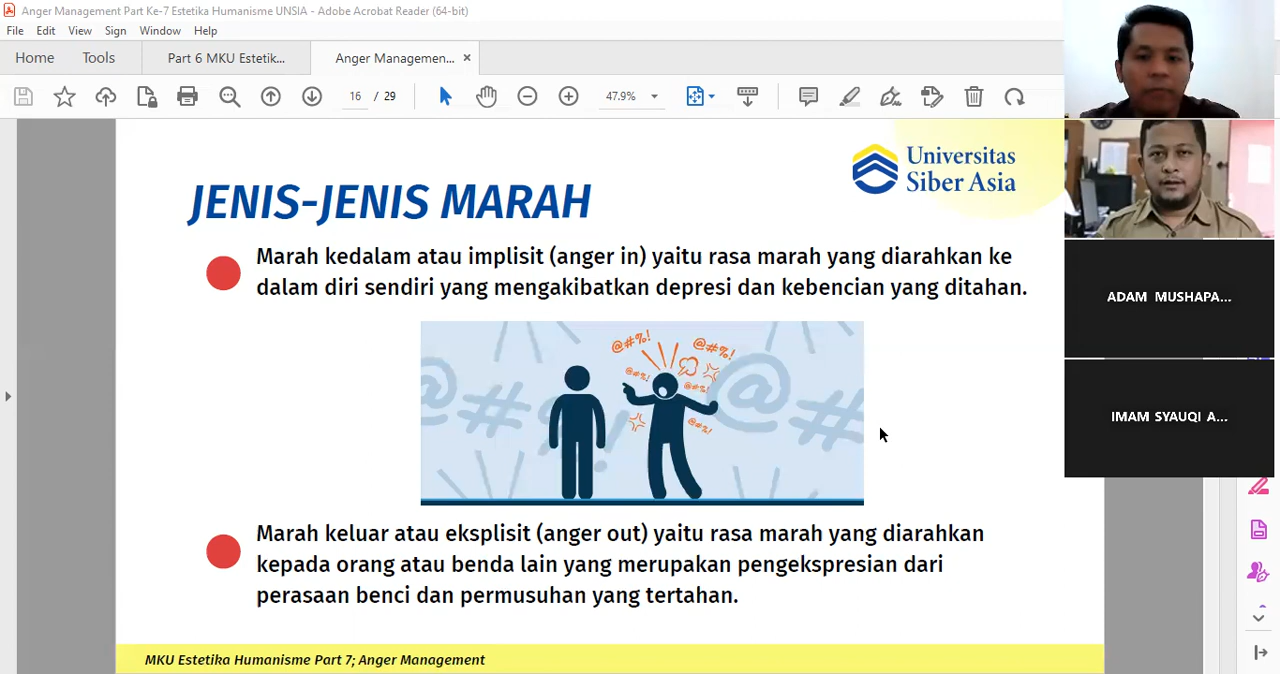 Anger Management Part Ke-7 Estetika Humanisme UNSIA - Adobe Acrobat Reader (64-bit)
File Edit View Sign Window Help
Home Tools Part 6 MKU Estetik... Anger Managemen... ×
16 / 29 47.9%
Universitas
Siber Asia
JENIS-JENIS MARAH
Marah kedalam atau implisit (anger in) yaitu rasa marah yang diarahkan ke
dalam diri sendiri yang mengakibatkan depresi dan kebencian yang ditahan.
@#%! @#%!
@#%! @#%!
@#%!
@#%!
@#
Marah keluar atau eksplisit (anger out) yaitu rasa marah yang diarahkan
kepada orang atau benda lain yang merupakan pengekspresian dari
perasaan benci dan permusuhan yang tertahan.
MKU Estetika Humanisme Part 7; Anger Management
ADAM MUSHAPA...
IMAM SYAUQI A...